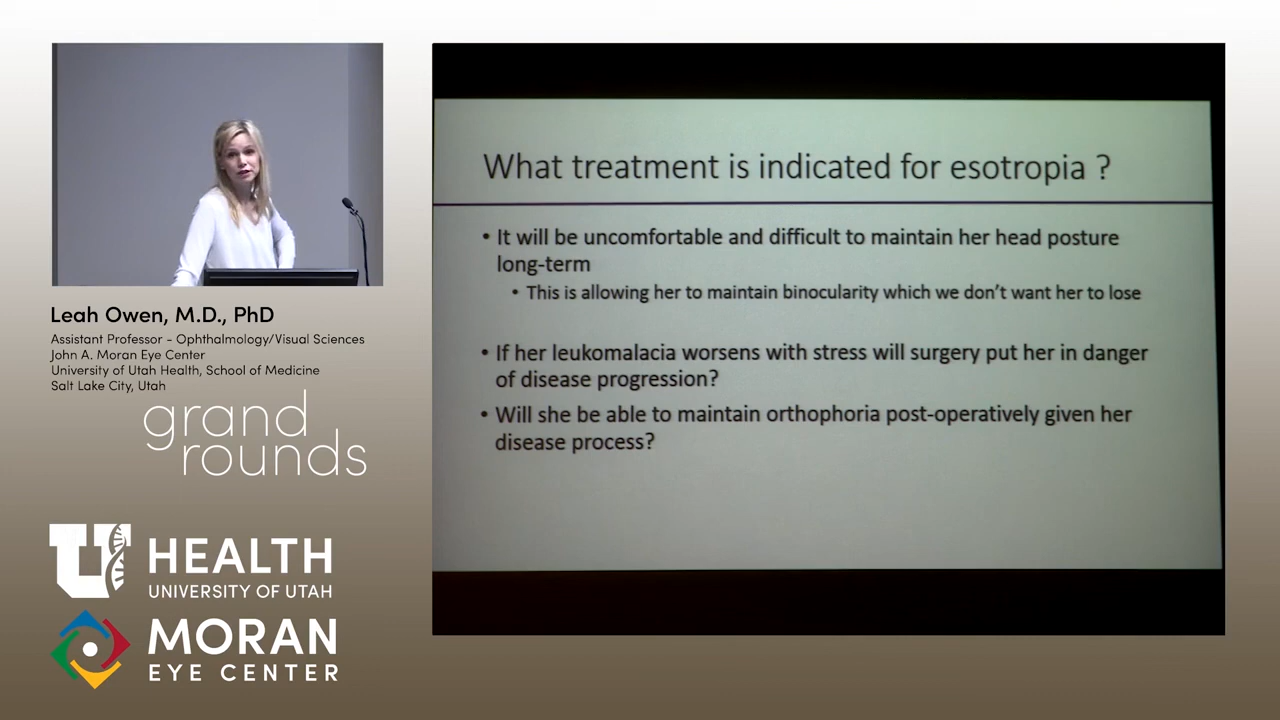 What treatment is indicated for esotropia ?
• It will be uncomfortable and difficult to maintain her head posture
long-term
• This is allowing her to maintain binocularity which we don't want her to lose
• If her leukomalacia worsens with stress will surgery put her in danger
of disease progression?
• Will she be able to maintain orthophoria post-operatively given her
disease process?
Leah Owen, M.D., PhD
Assistant Professor - Ophthalmology/Visual Sciences
John A. Moran Eye Center
University of Utah Health, School of Medicine
Salt Lake City, Utah
grand
rounds
U HEALTH
UNIVERSITY OF UTAH
MORAN
EYE CENTER